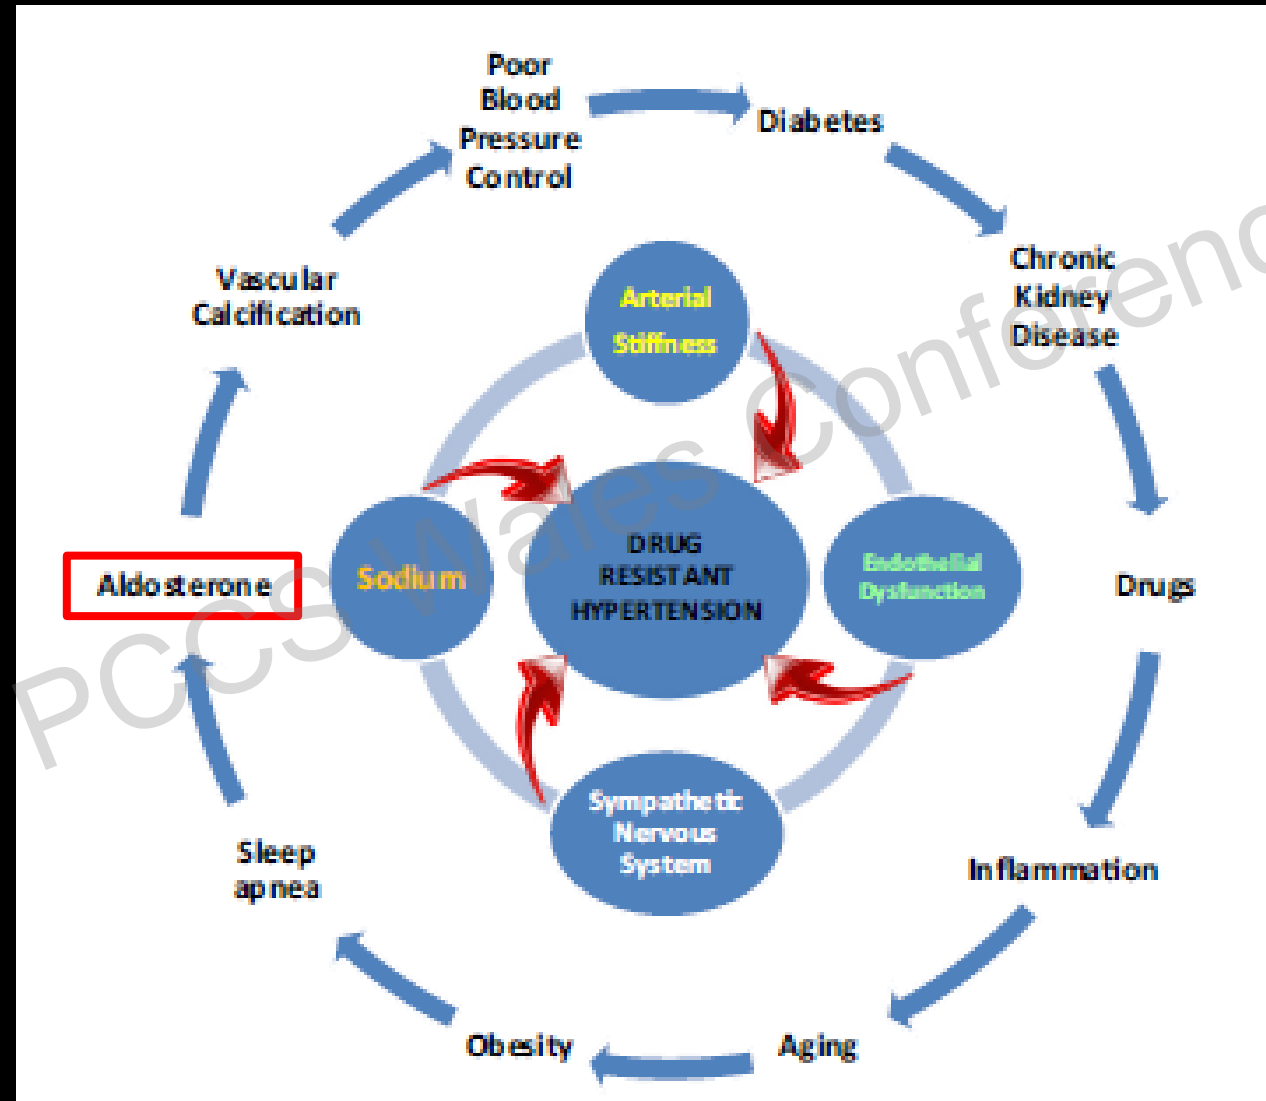 Poor
Blood
Pressure
Control
Diabetes
Chronic
Kidney
Disease
Drugs
Inflammation
Aging
Obesity
Sleep
apnea
Aldosterone
Vascular
Calcification
Arterial
Stiffness
Endothelial
Dysfunction
Sympathetic
Nervous
System
Sodium
DRUG
RESISTANT
HYPERTENSION
PCCS Wales Conferenc